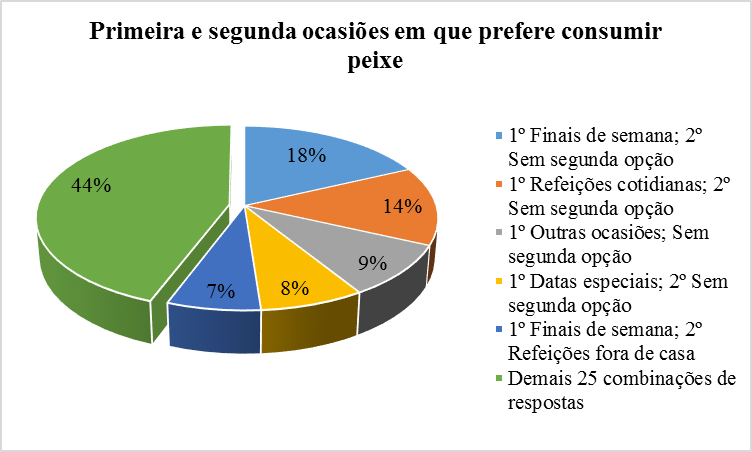 Primeira e segunda ocasiões em que prefere consumir
peixe
18%
14%
9%
8%
7%
44%
1º Finais de semana; 2º
Sem segunda opção
1º Refeições cotidianas; 2º
Sem segunda opção
1º Outras ocasiões; Sem
segunda opção
1º Datas especiais; 2º Sem
segunda opção
1º Finais de semana; 2º
Refeições fora de casa
Demais 25 combinações de
respostas